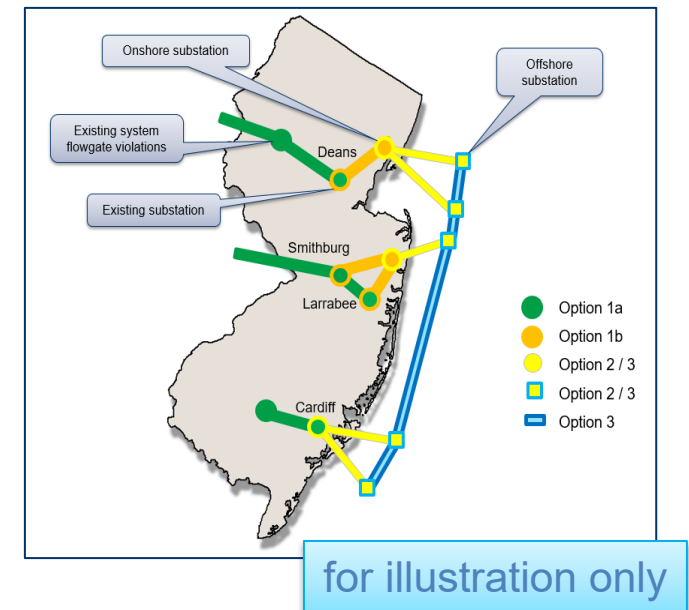 Onshore substation
Offshore
substation
Existing system
flowgate violations
Deans
Existing substation
Smithburg
Larrabee
Option 1a
Option 1b
Option 2 / 3
Option 2 / 3
Option 3
Cardiff
for illustration only